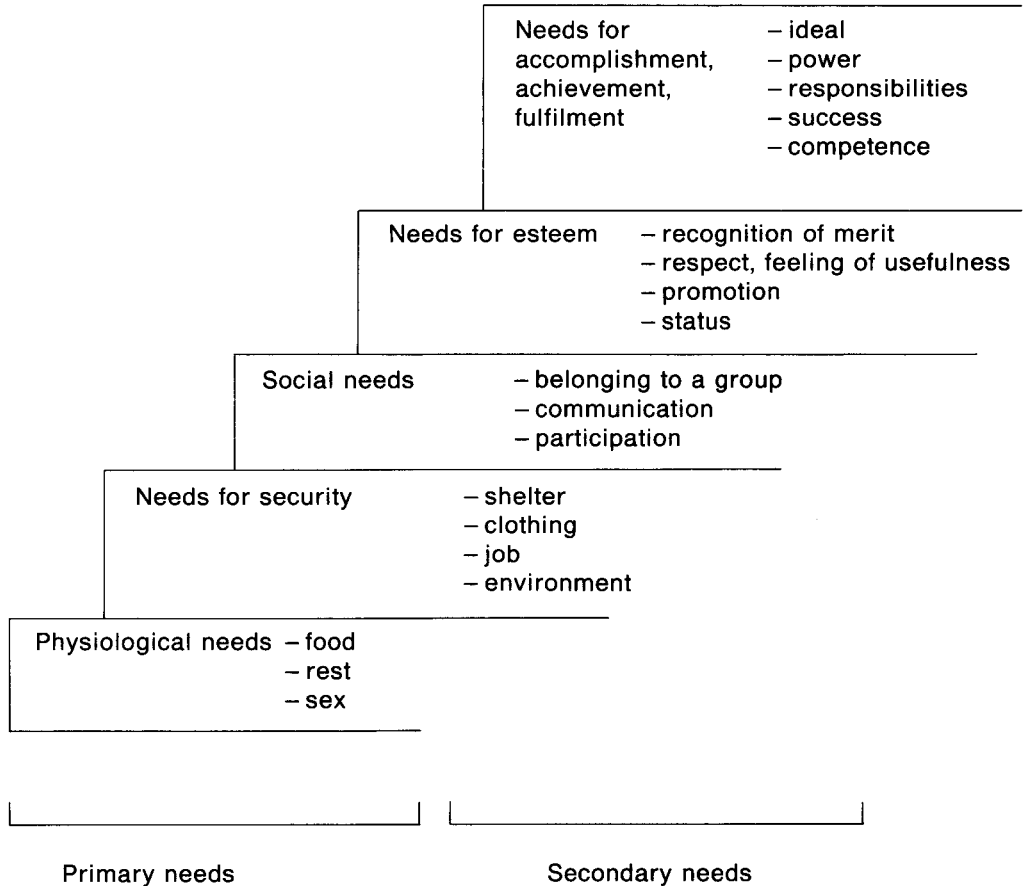 Needs for – ideal
accomplishment, – power
achievement, – responsibilities
fulfilment – success
– competence
Needs for esteem – recognition of merit
– respect, feeling of usefulness
– promotion
– status
Social needs – belonging to a group
– communication
– participation
Needs for security – shelter
– clothing
– job
– environment
Physiological needs – food
– rest
– sex
Primary needs Secondary needs